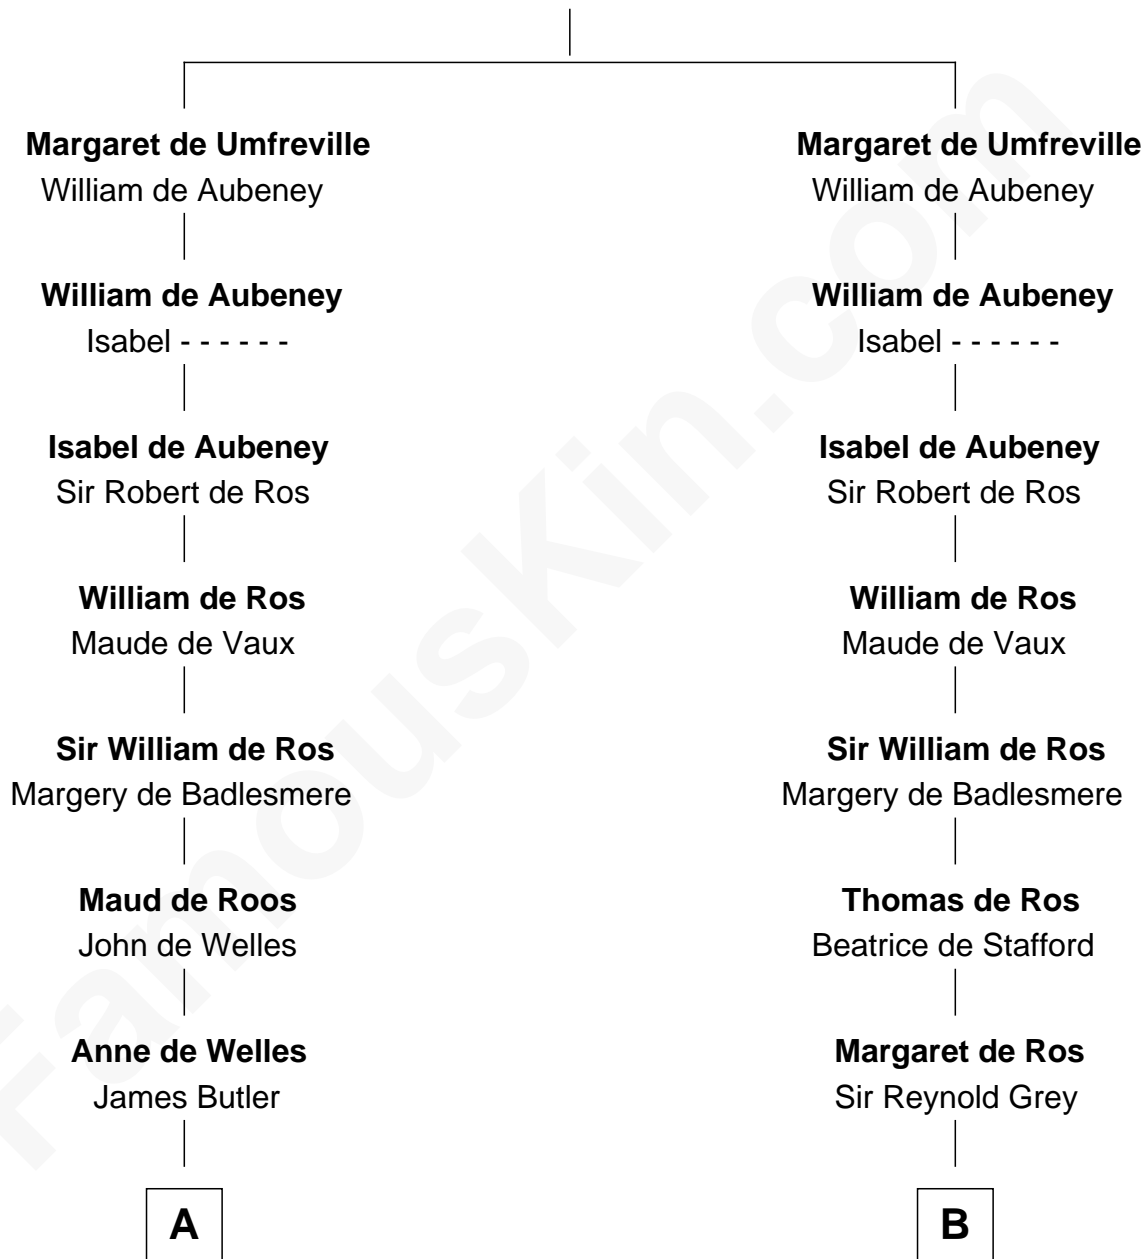 Margaret de Umfreville
William de Aubeney
William de Aubeney
Isabel - - - - - -
Isabel de Aubeney
Sir Robert de Ros
William de Ros
Maude de Vaux
Sir William de Ros
Margery de Badlesmere
Maud de Roos
John de Welles
Anne de Welles
James Butler
A
Margaret de Umfreville
William de Aubeney
William de Aubeney
Isabel - - - - - -
Isabel de Aubeney
Sir Robert de Ros
William de Ros
Maude de Vaux
Sir William de Ros
Margery de Badlesmere
Thomas de Ros
Beatrice de Stafford
Margaret de Ros
Sir Reynold Grey
B
FamousKin.com